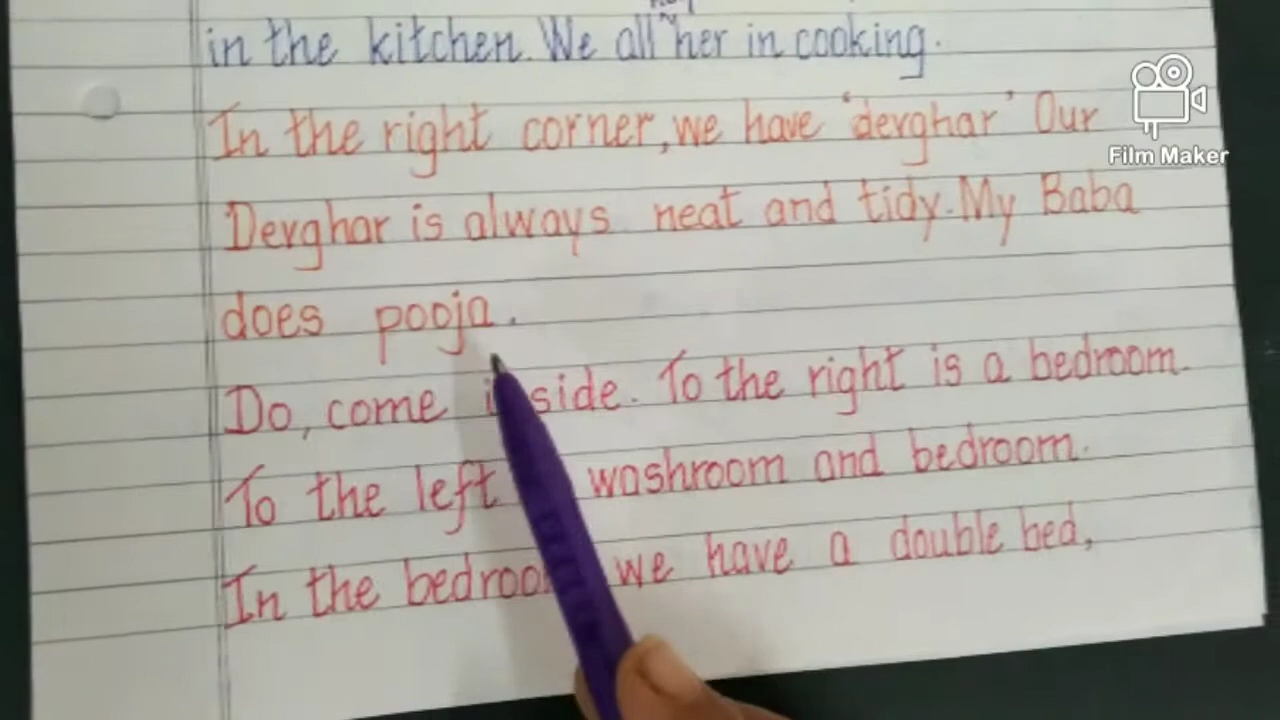 in the kitchen. We all her in cooking.
In the right corner, we have 'devghar' Our
Devghar is always neat and tidy. My Baba
does pooja.
Do, come side. To the right is a bedroom.
To the left washroom and bedroom.
In the we have a double bed,
Film Maker